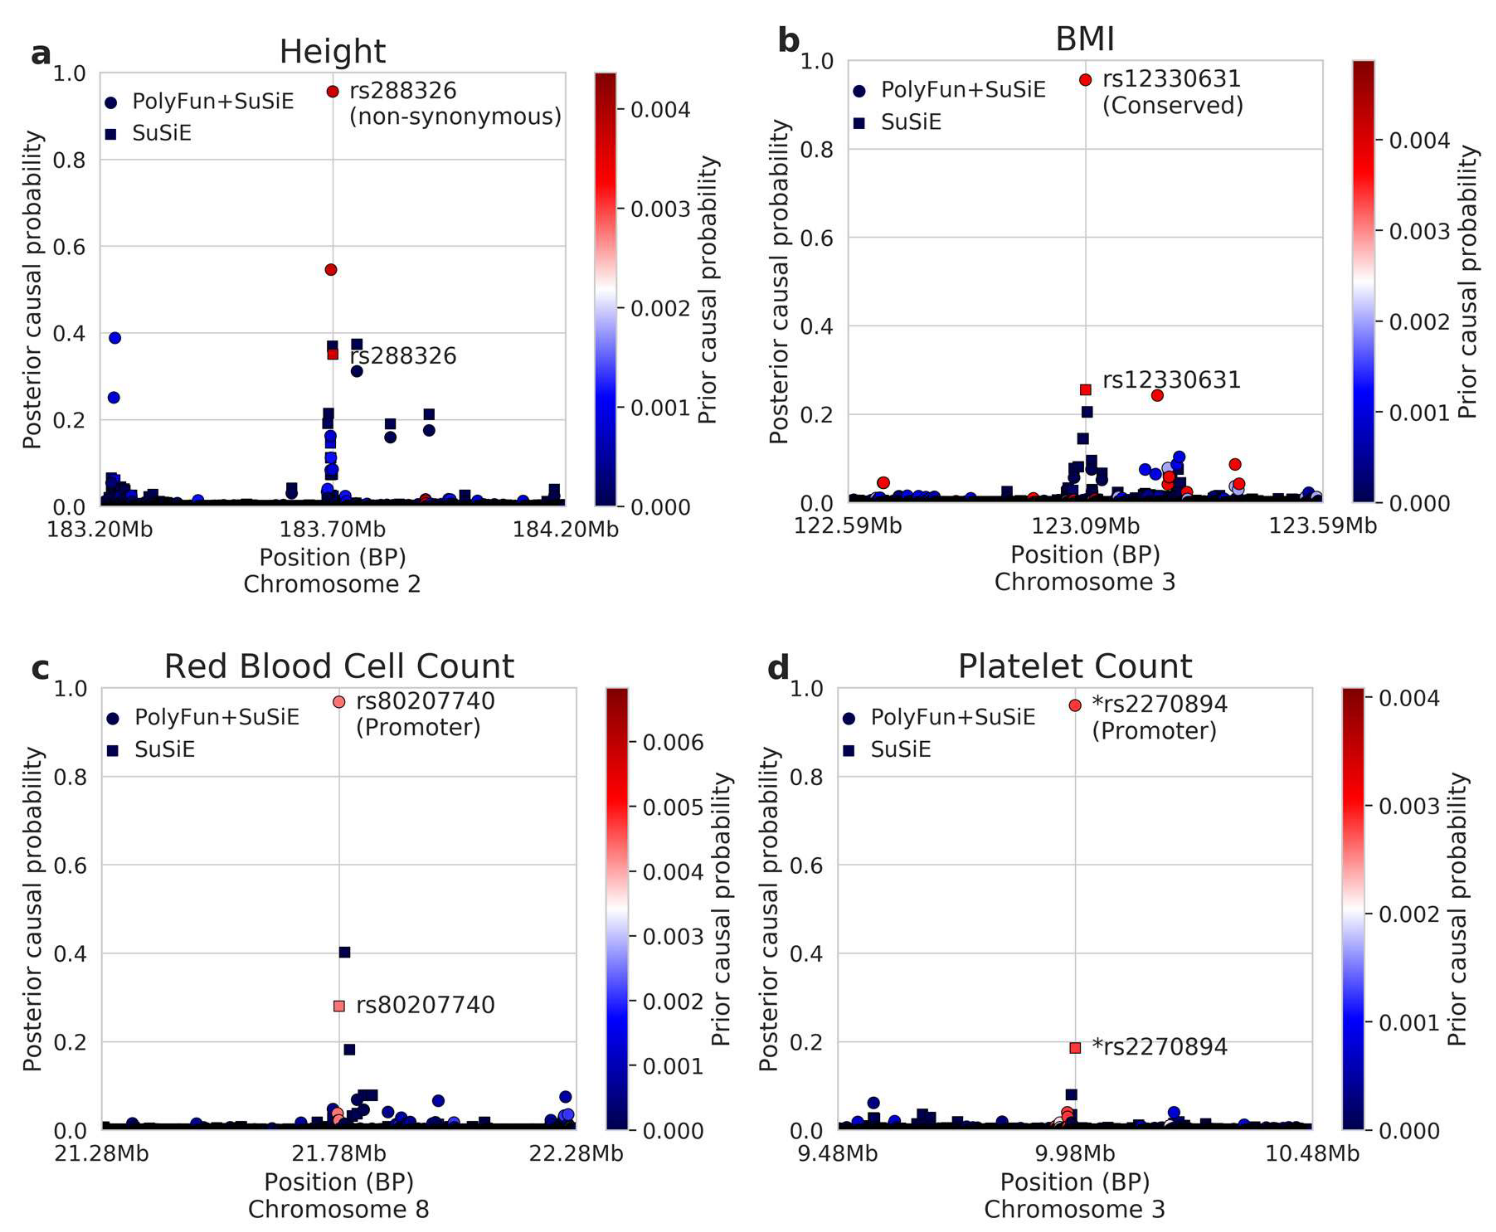 a
Height
1.0
0.8
0.6
0.4
0.2
0.0
Posterior causal probability
PolyFun+SuSiE
SuSiE
rs288326
(non-synonymous)
rs288326
183.20Mb
183.70Mb
184.20Mb
Position (BP)
Chromosome 2
0.004
0.003
0.002
0.001
0.000
Prior causal probability
b
BMI
1.0
0.8
0.6
0.4
0.2
0.0
Posterior causal probability
PolyFun+SuSiE
SuSiE
rs12330631
(Conserved)
rs12330631
122.59Mb
123.09Mb
123.59Mb
Position (BP)
Chromosome 3
0.004
0.003
0.002
0.001
0.000
Prior causal probability
c
Red Blood Cell Count
1.0
0.8
0.6
0.4
0.2
0.0
Posterior causal probability
PolyFun+SuSiE
SuSiE
rs80207740
(Promoter)
rs80207740
21.28Mb
21.78Mb
22.28Mb
Position (BP)
Chromosome 8
0.006
0.005
0.004
0.003
0.002
0.001
0.000
Prior causal probability
d
Platelet Count
1.0
0.8
0.6
0.4
0.2
0.0
Posterior causal probability
PolyFun+SuSiE
SuSiE
*rs2270894
(Promoter)
*rs2270894
9.48Mb
9.98Mb
10.48Mb
Position (BP)
Chromosome 3
0.004
0.003
0.002
0.001
0.000
Prior causal probability